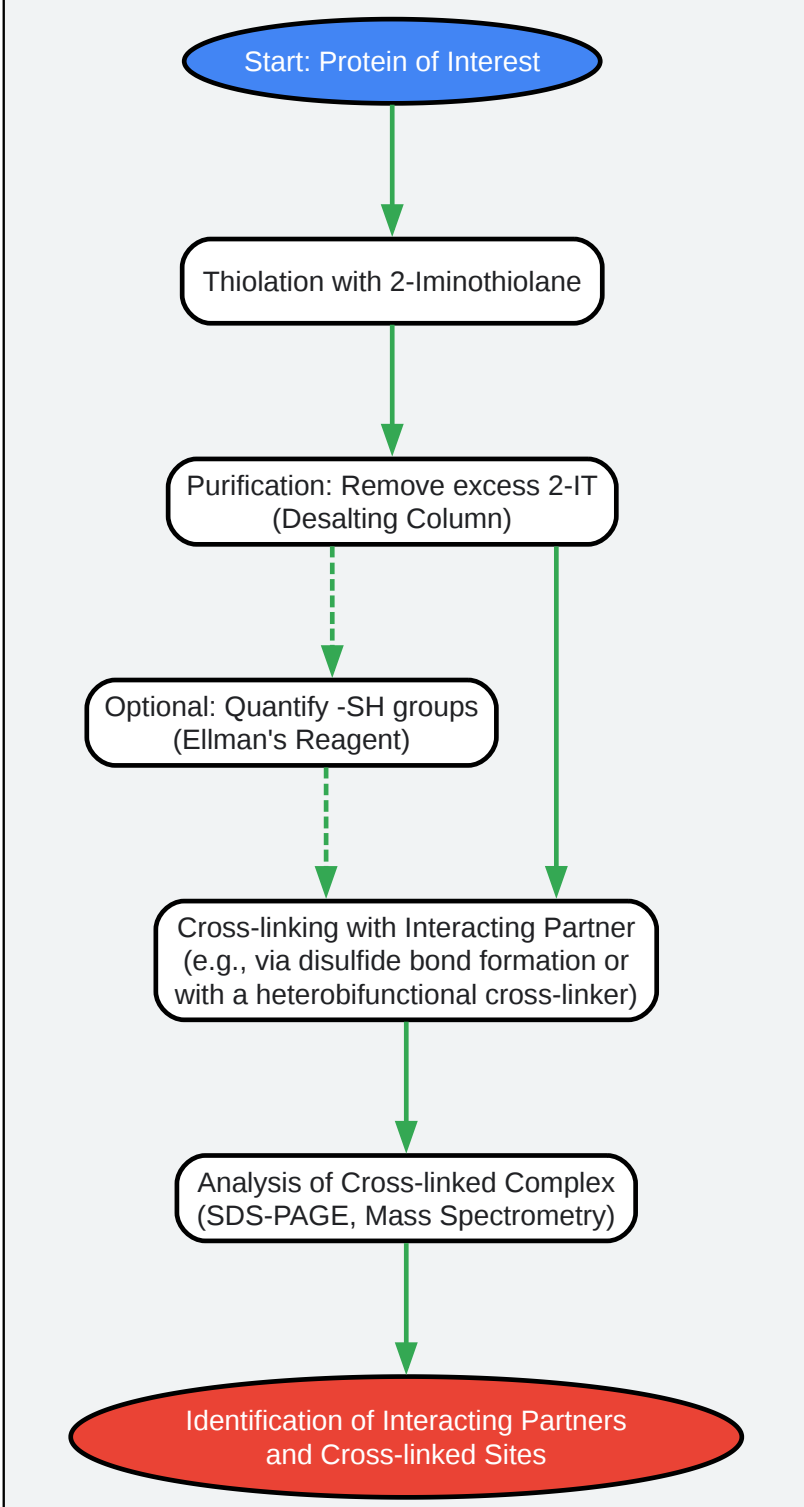 Start: Protein of Interest
Thiolation with 2-Iminothiolane
Purification: Remove excess 2-IT
(Desalting Column)
Optional: Quantify -SH groups
(Ellman's Reagent)
Cross-linking with Interacting Partner
(e.g., via disulfide bond formation or
with a heterobifunctional cross-linker)
Analysis of Cross-linked Complex
(SDS-PAGE, Mass Spectrometry)
Identification of Interacting Partners
and Cross-linked Sites